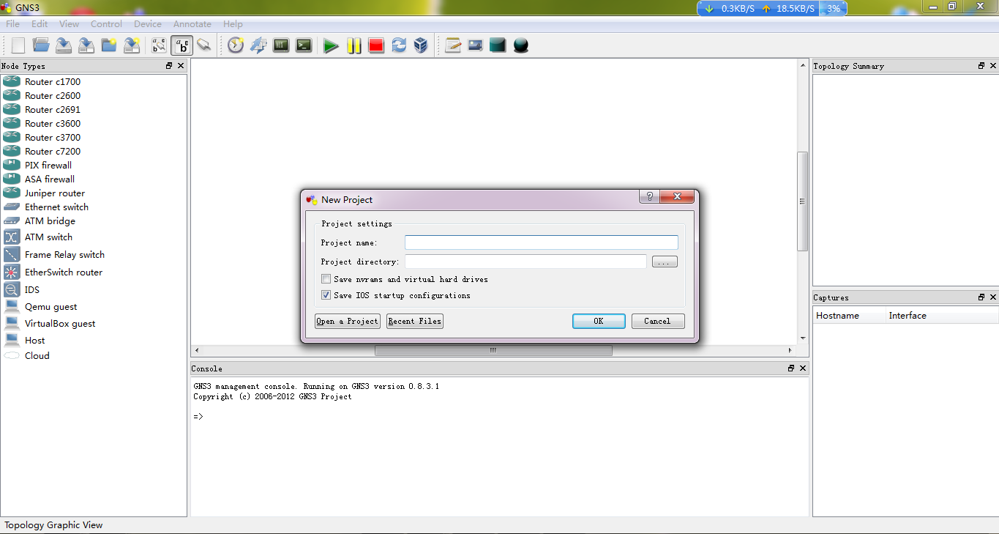 GNS3
0.3KB/S 18.5KB/S 3%
File Edit View Control Device Annotate Help
Node Types
Router c1700
Router c2600
Router c2691
Router c3600
Router c3700
Router c7200
PIX firewall
ASA firewall
Juniper router
Ethernet switch
ATM bridge
ATM switch
Frame Relay switch
EtherSwitch router
IDS
Qemu guest
VirtualBox guest
Host
Cloud
New Project
Project settings
Project name:
Project directory:
...
Save nvrams and virtual hard drives
Save IOS startup configurations
Open a Project Recent Files OK Cancel
Console
GNS3 management console. Running on GNS3 version 0.8.3.1
Copyright (c) 2006-2012 GNS3 Project
=>
Topology Summary
Captures
Hostname Interface
Topology Graphic View